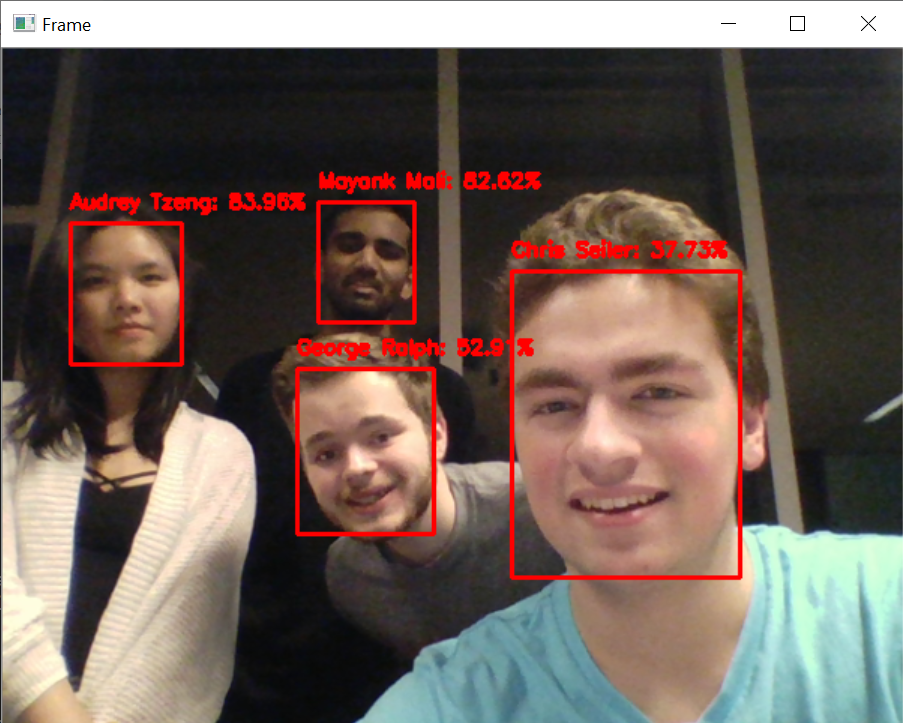 Frame
Mayank Mali: 82.62%
Audrey Tzeng: 83.96%
Chris Seiler: 37.73%
George Ralph: 52.91%